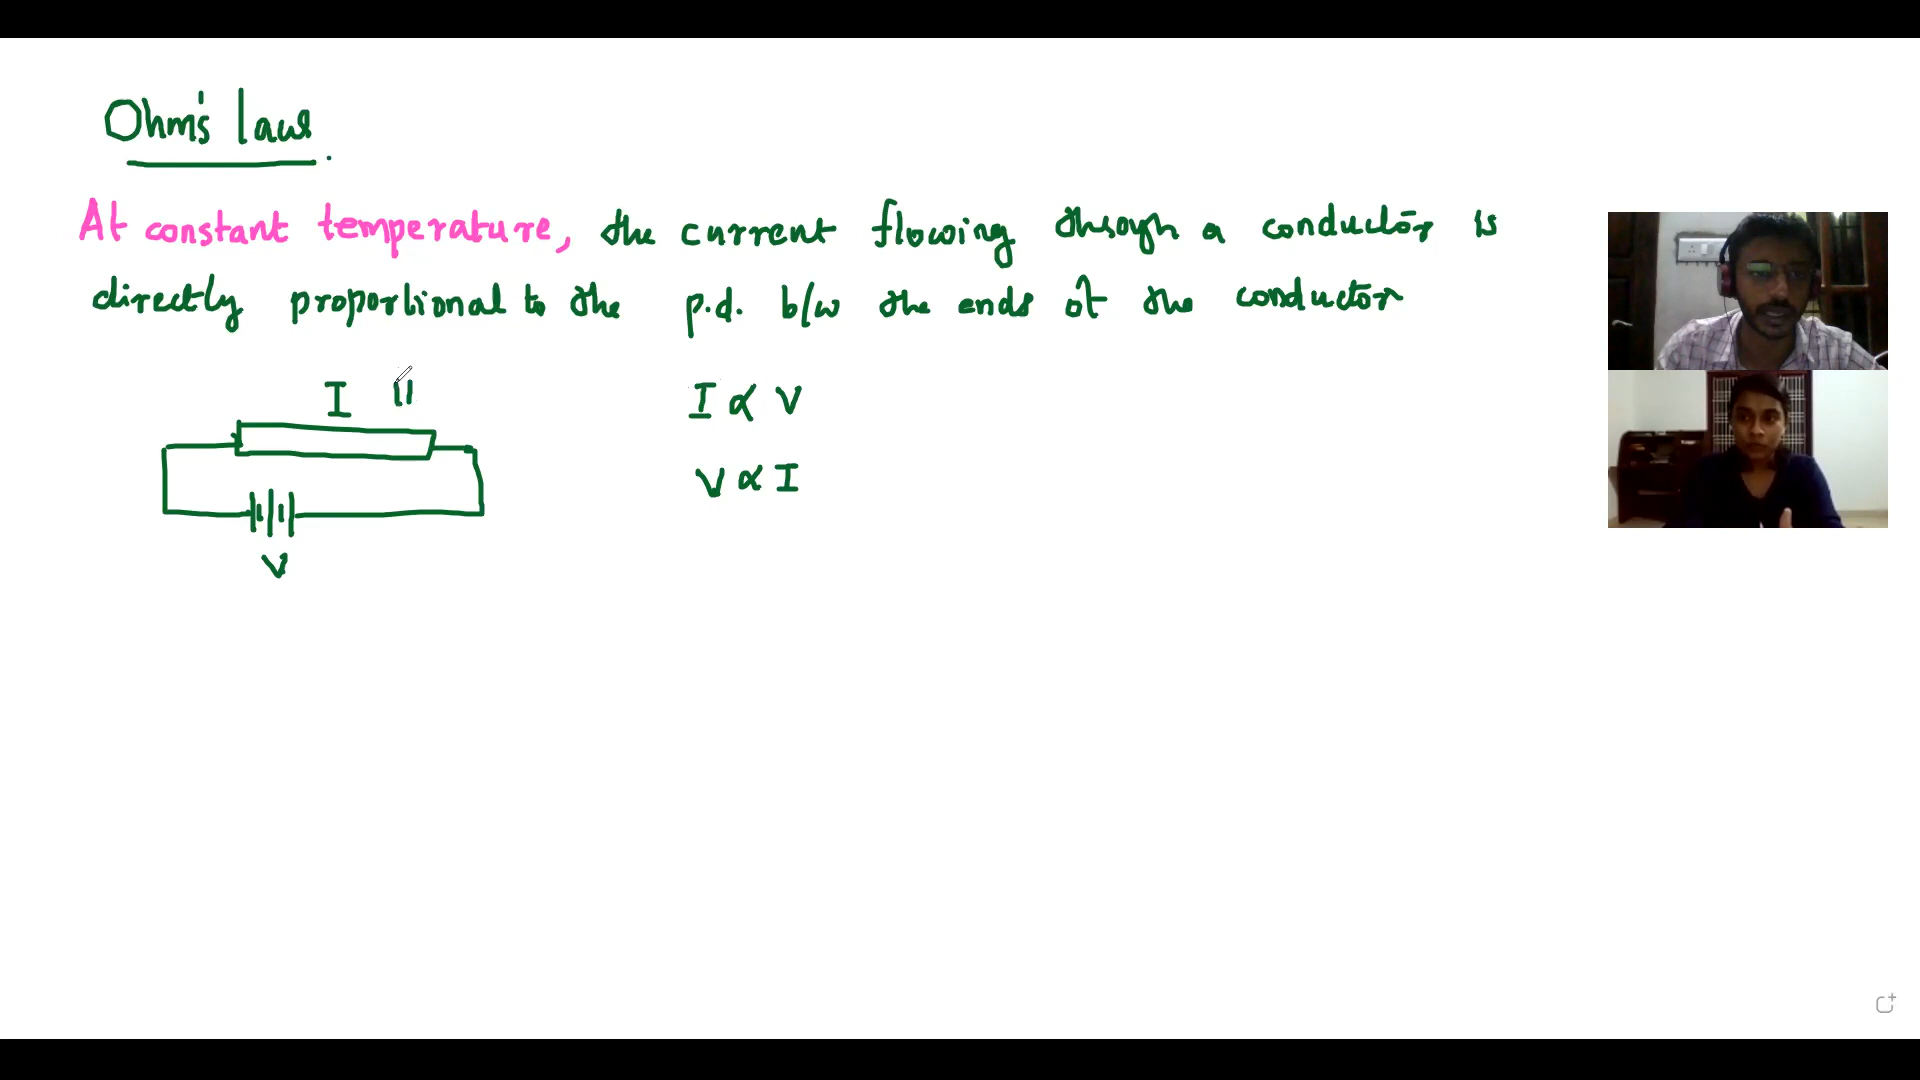 Ohm's law
At constant temperature, the current flowing through a conductor is
directly proportional to the p.d. b/w the ends of the conductor
I
I ∝ V
V ∝ I
V